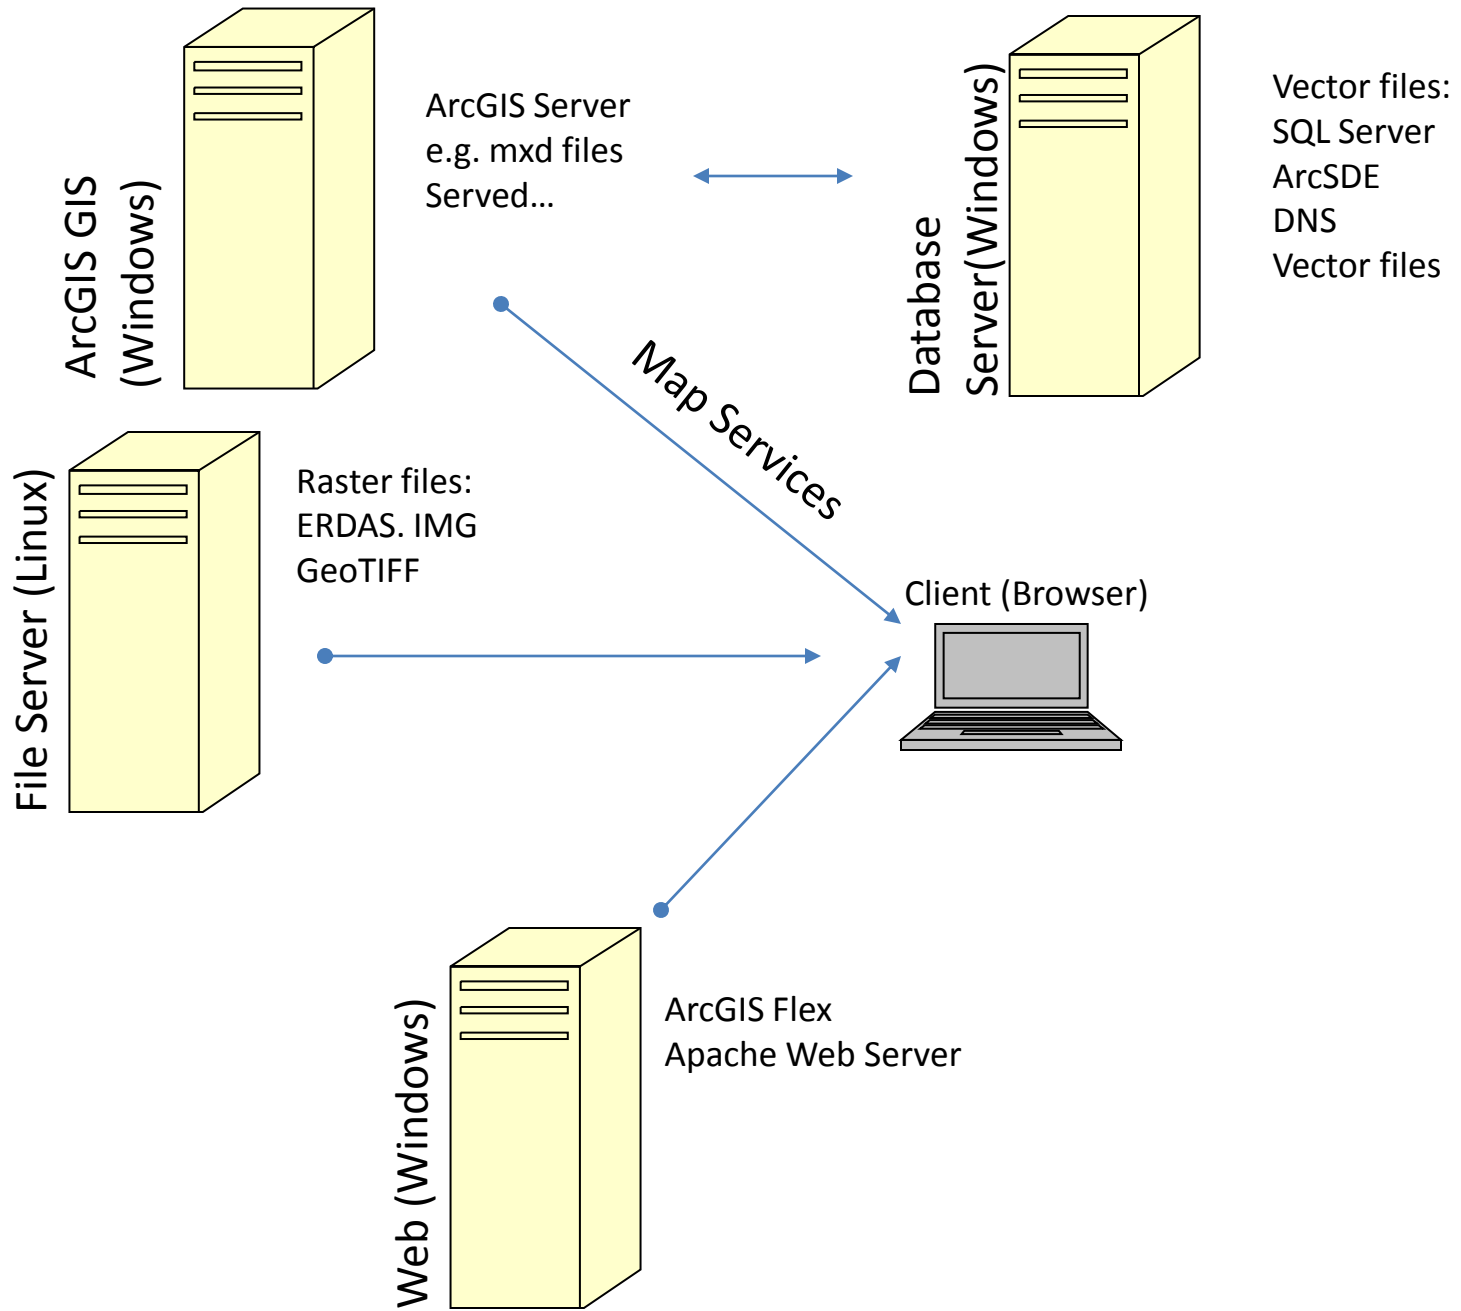 ArcGIS GIS
(Windows)
ArcGIS Server
e.g. mxd files
Served…
Database
Server(Windows)
Vector files:
SQL Server
ArcSDE
DNS
Vector files
Map Services
File Server (Linux)
Raster files:
ERDAS. IMG
GeoTIFF
Client (Browser)
Web (Windows)
ArcGIS Flex
Apache Web Server